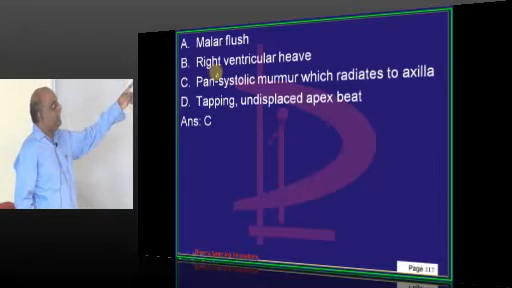 A. Malar flush
B. Right ventricular heave
C. Pan-systolic murmur which radiates to axilla
D. Tapping, undisplaced apex beat
Ans: C
Page 117